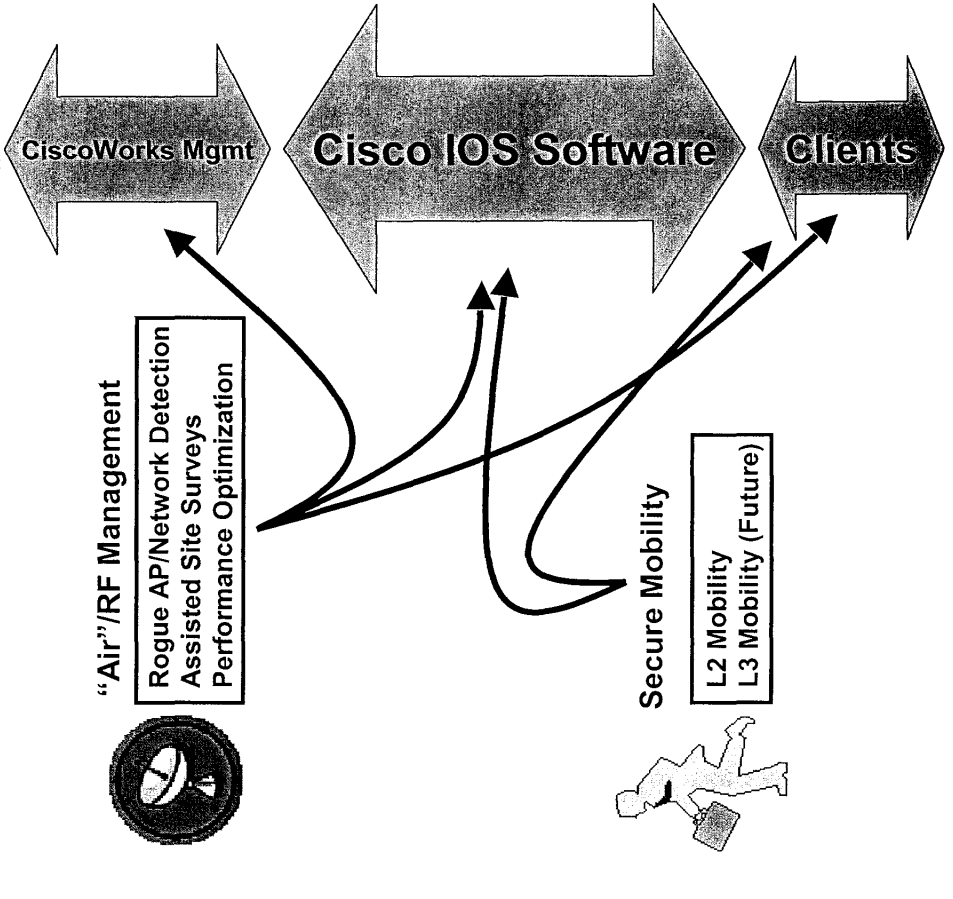 CiscoWorks Mgmt
Cisco IOS Software
Clients
“Air”/RF Management
Rogue AP/Network Detection
Assisted Site Surveys
Performance Optimization
Secure Mobility
L2 Mobility
L3 Mobility (Future)